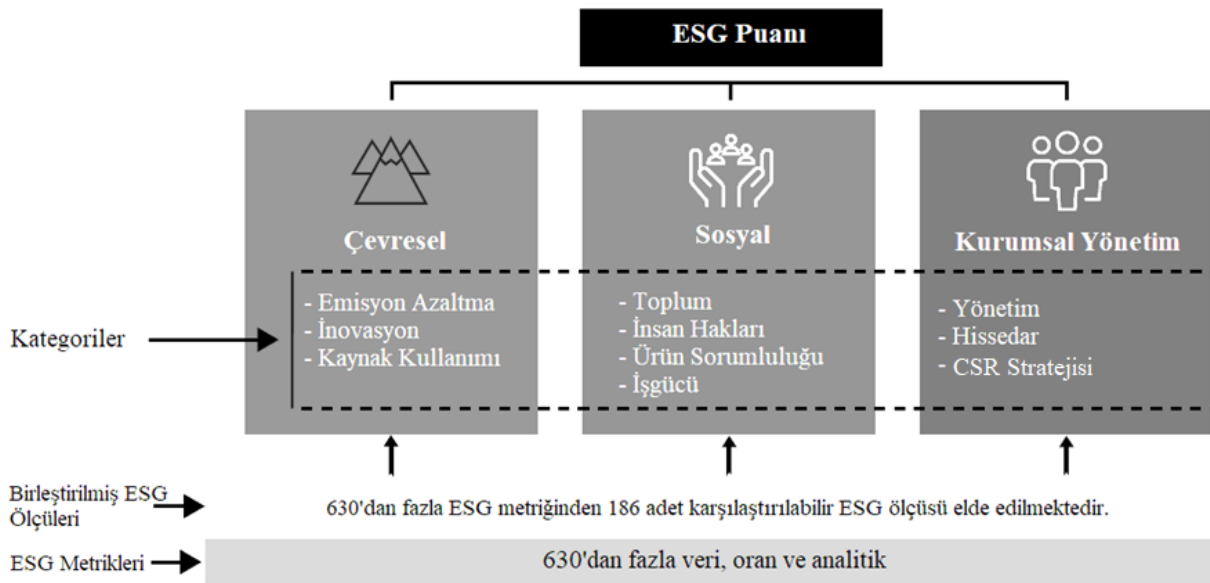 ESG Puanı
Çevresel
Sosyal
Kurumsal Yönetim
Kategoriler
- Emisyon Azaltma
- İnovasyon
- Kaynak Kullanımı
- Toplum
- İnsan Hakları
- Ürün Sorumluluğu
- İşgücü
- Yönetim
- Hissedar
- CSR Stratejisi
Birleştirilmiş ESG
Ölçüleri
630'dan fazla ESG metriğinden 186 adet karşılaştırılabilir ESG ölçüsü elde edilmektedir.
ESG Metrikleri
630'dan fazla veri, oran ve analitik